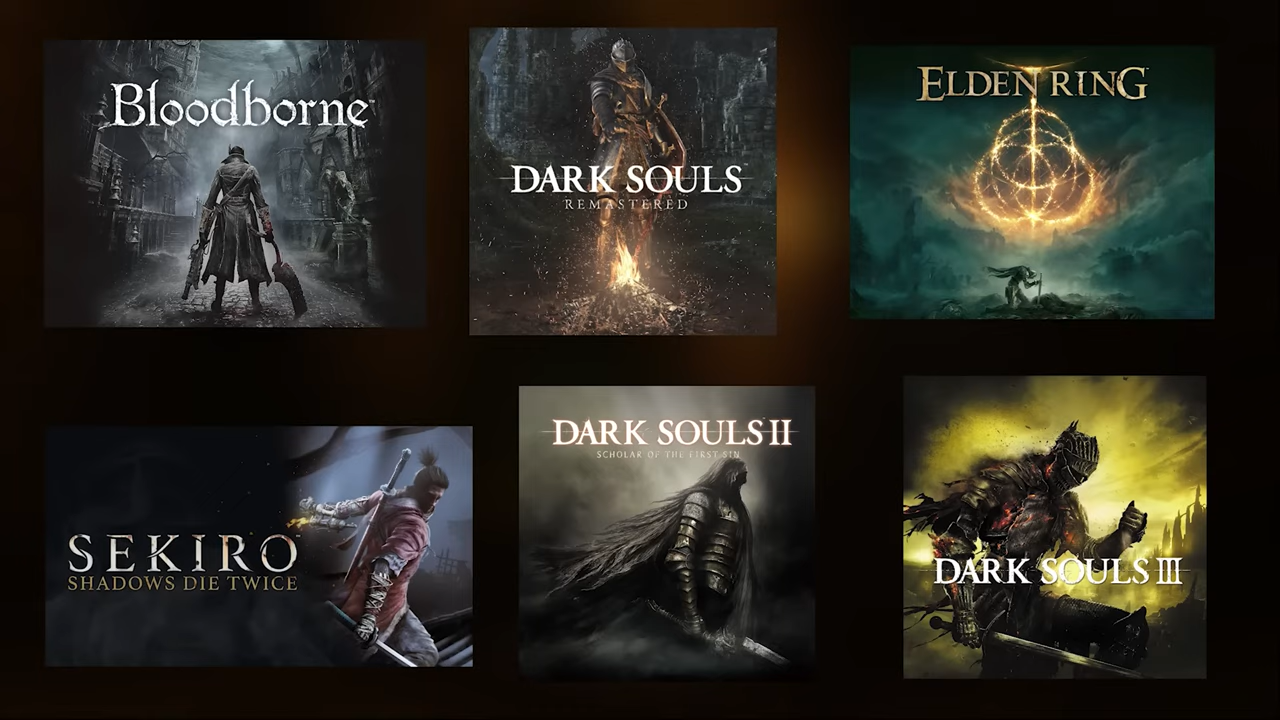 Bloodborne
DARK SOULS
REMASTERED
ELDEN RING
SEKIRO
SHADOWS DIE TWICE
DARK SOULS II
SCHOLAR OF THE FIRST SIN
DARK SOULS III